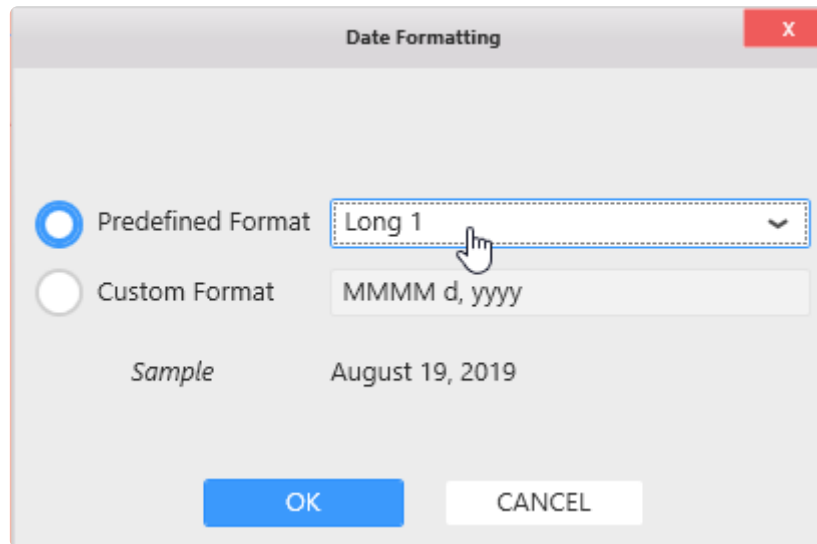 Date Formatting
X
Predefined Format Long 1
Custom Format MMMM d, yyyy
Sample August 19, 2019
OK CANCEL